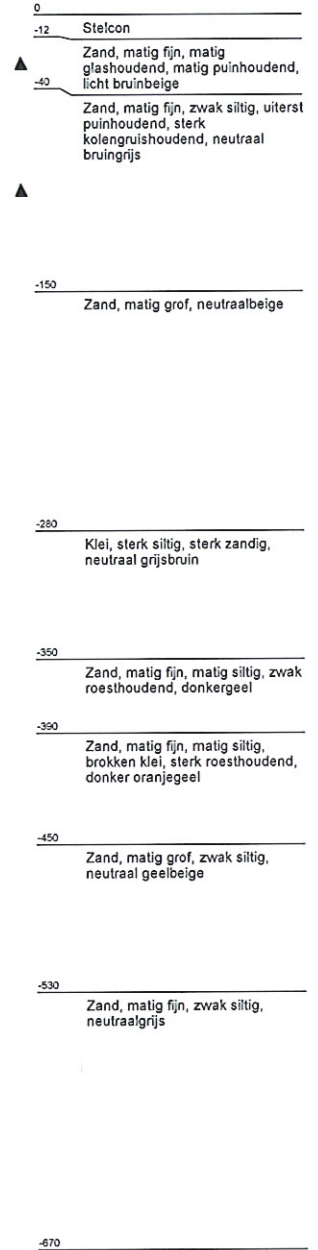 0
-12 Stelcon
Zand, matig fijn, matig
glashoudend, matig puinhoudend,
licht bruinbeige
-40
Zand, matig fijn, zwak siltig, uiterst
puinhoudend, sterk
kolengruishoudend, neutraal
bruingrijs
-150
Zand, matig grof, neutraalbeige
-280
Klei, sterk siltig, sterk zandig,
neutraal grijsbruin
-350
Zand, matig fijn, matig siltig, zwak
roesthoudend, donkergeel
-390
Zand, matig fijn, matig siltig,
brokken klei, sterk roesthoudend,
donker oranjegeel
-450
Zand, matig grof, zwak siltig,
neutraal geelbeige
-530
Zand, matig fijn, zwak siltig,
neutraalgrijs
-670